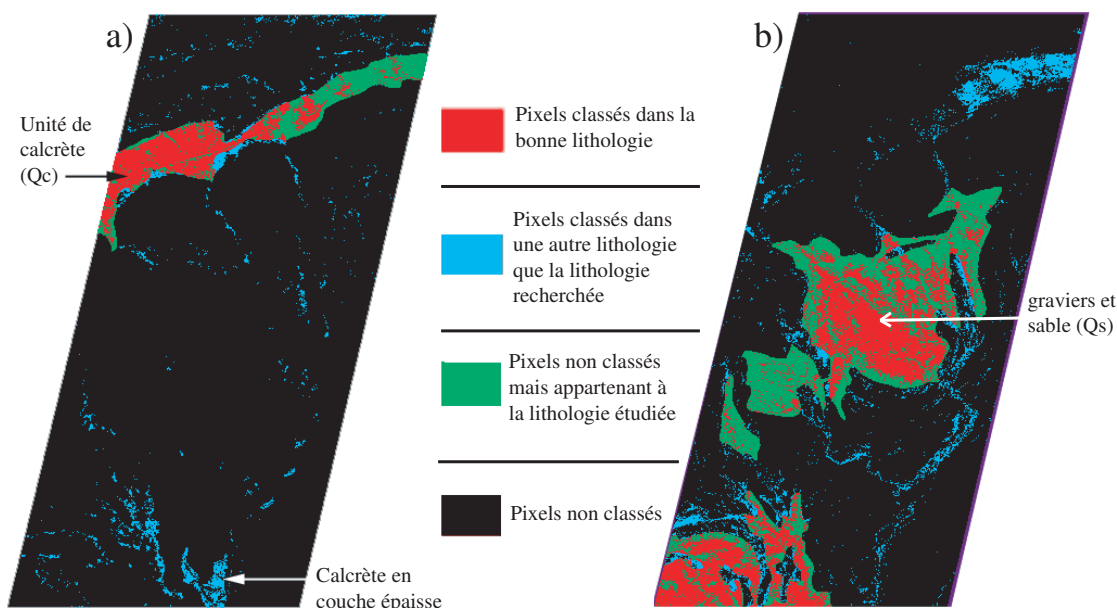 a)
Unité de
calcrète
(Qc)
Calcrète en
couche épaisse
Pixels classés dans la
bonne lithologie
Pixels classés dans
une autre lithologie
que la lithologie
recherchée
Pixels non classés
mais appartenant à
la lithologie étudiée
Pixels non classés
b)
graviers et
sable (Qs)